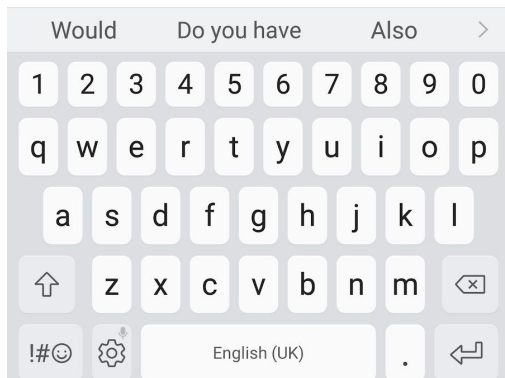 Would Do you have Also
1 2 3 4 5 6 7 8 9 0
q w e r t y u i o p
a s d f g h j k l
z x c v b n m
!#☺ English (UK) .